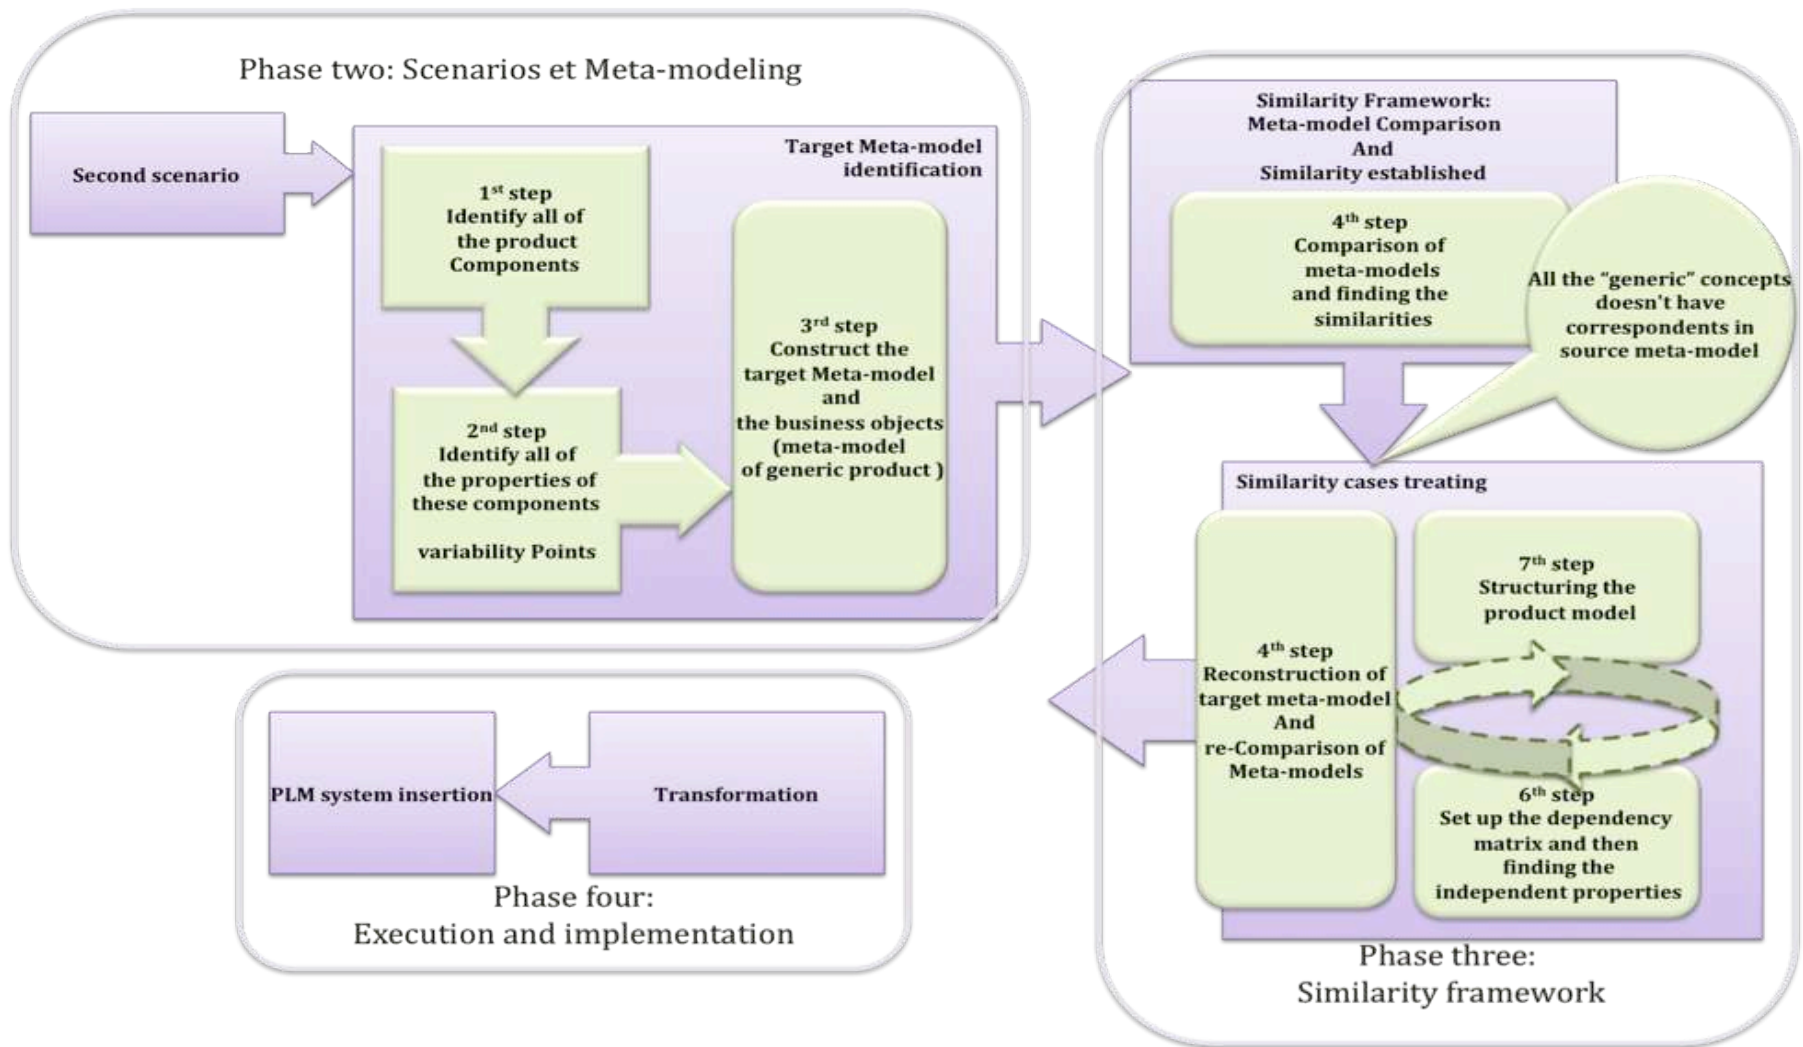 Phase two: Scenarios et Meta-modeling
Second scenario
Target Meta-model
identification
1st step
Identify all of
the product
Components
2nd step
Identify all of
the properties of
these components
variability Points
3rd step
Construct the
target Meta-model
and
the business objects
(meta-model
of generic product )
Similarity Framework:
Meta-model Comparison
And
Similarity established
4th step
Comparison of
meta-models
and finding the
similarities
All the “generic” concepts
doesn't have
correspondents in
source meta-model
Similarity cases treating
4th step
Reconstruction of
target meta-model
And
re-Comparison of
Meta-models
7th step
Structuring the
product model
6th step
Set up the dependency
matrix and then
finding the
independent properties
Phase three:
Similarity framework
PLM system insertion
Transformation
Phase four:
Execution and implementation